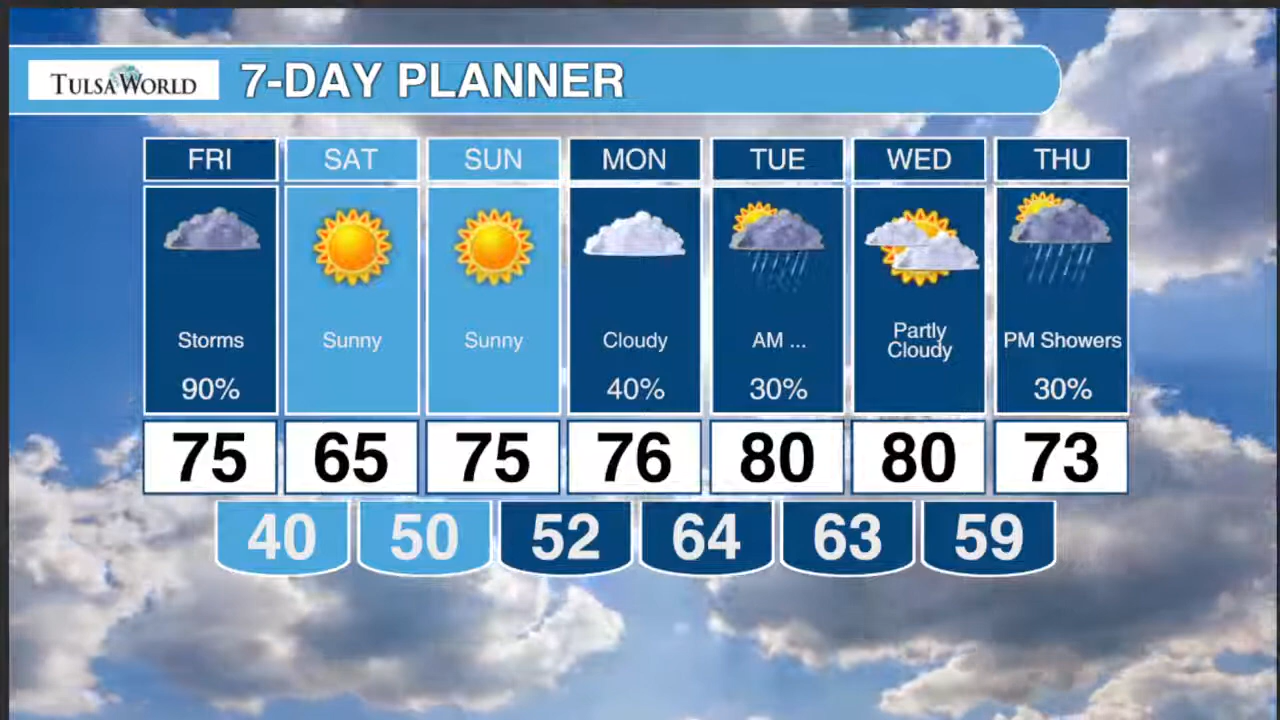 TULSA WORLD 7-DAY PLANNER
FRI SAT SUN MON TUE WED THU
Storms Sunny Sunny Cloudy AM ... Partly Cloudy PM Showers
90% 40% 30% 30%
75 65 75 76 80 80 73
40 50 52 64 63 59